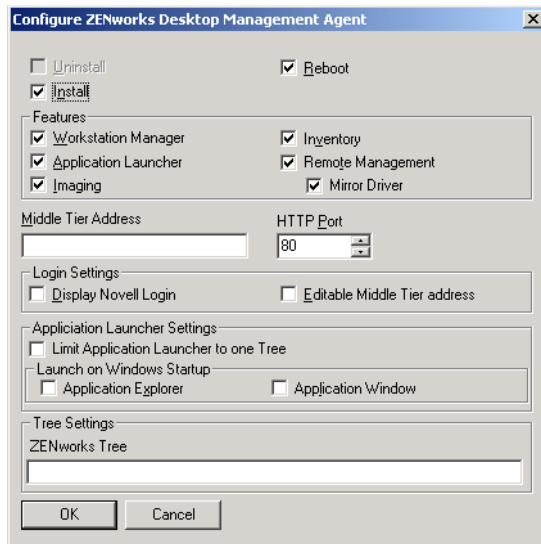 Configure ZENworks Desktop Management Agent
Uninstall
Reboot
Install
Features
Workstation Manager
Inventory
Application Launcher
Remote Management
Imaging
Mirror Driver
Middle Tier Address
HTTP Port
80
Login Settings
Display Novell Login
Editable Middle Tier address
Appliciation Launcher Settings
Limit Application Launcher to one Tree
Launch on Windows Startup
Application Explorer
Application Window
Tree Settings
ZENworks Tree
OK
Cancel